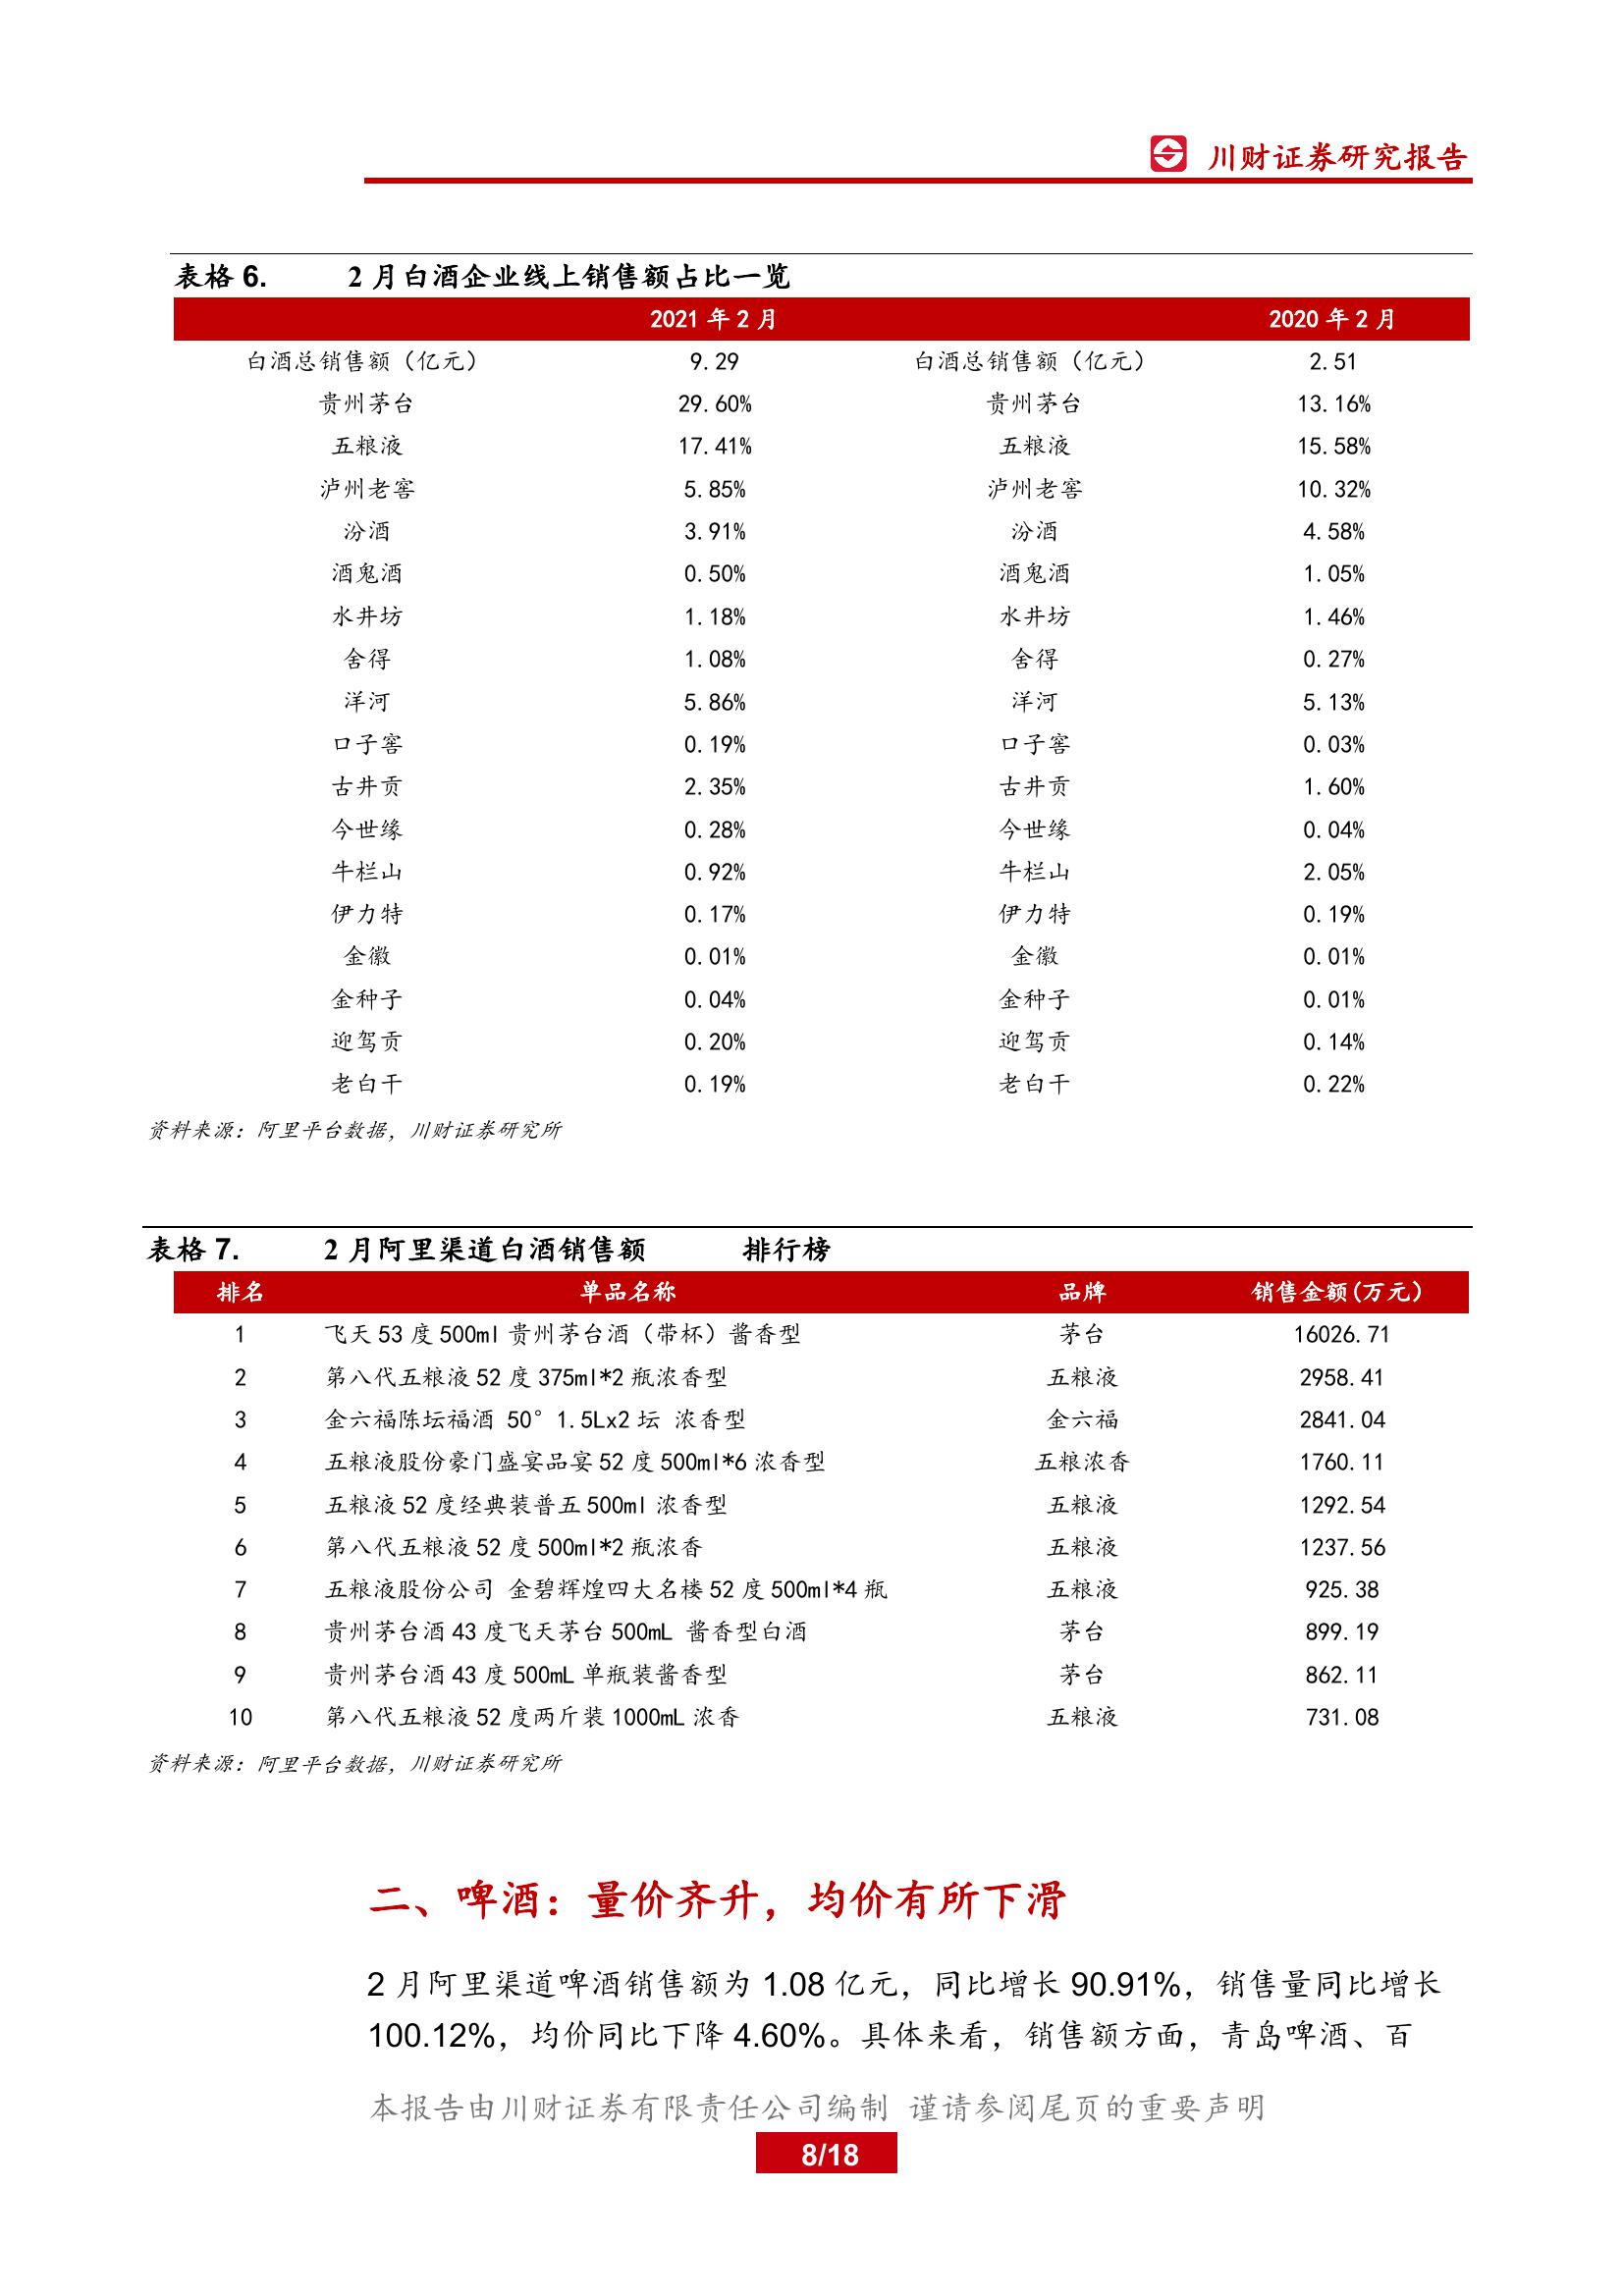 川财证券研究报告
表格 6. 2 月白酒企业线上销售额占比一览
2021 年 2 月 2020 年 2 月
白酒总销售额（亿元） 9.29 白酒总销售额（亿元） 2.51
贵州茅台 29.60% 贵州茅台 13.16%
五粮液 17.41% 五粮液 15.58%
泸州老窖 5.85% 泸州老窖 10.32%
汾酒 3.91% 汾酒 4.58%
酒鬼酒 0.50% 酒鬼酒 1.05%
水井坊 1.18% 水井坊 1.46%
舍得 1.08% 舍得 0.27%
洋河 5.86% 洋河 5.13%
口子窖 0.19% 口子窖 0.03%
古井贡 2.35% 古井贡 1.60%
今世缘 0.28% 今世缘 0.04%
牛栏山 0.92% 牛栏山 2.05%
伊力特 0.17% 伊力特 0.19%
金徽 0.01% 金徽 0.01%
金种子 0.04% 金种子 0.01%
迎驾贡 0.20% 迎驾贡 0.14%
老白干 0.19% 老白干 0.22%
资料来源：阿里平台数据，川财证券研究所
表格 7. 2 月阿里渠道白酒销售额 排行榜
排名 单品名称 品牌 销售金额(万元)
1 飞天 53 度 500ml 贵州茅台酒（带杯）酱香型 茅台 16026.71
2 第八代五粮液 52 度 375ml*2 瓶浓香型 五粮液 2958.41
3 金六福陈坛福酒 50°1.5Lx2 坛 浓香型 金六福 2841.04
4 五粮液股份豪门盛宴品宴 52 度 500ml*6 浓香型 五粮浓香 1760.11
5 五粮液 52 度经典装普五 500ml 浓香型 五粮液 1292.54
6 第八代五粮液 52 度 500ml*2 瓶浓香 五粮液 1237.56
7 五粮液股份公司 金碧辉煌四大名楼 52 度 500ml*4 瓶 五粮液 925.38
8 贵州茅台酒 43 度飞天茅台 500mL 酱香型白酒 茅台 899.19
9 贵州茅台酒 43 度 500mL 单瓶装酱香型 茅台 862.11
10 第八代五粮液 52 度两斤装 1000mL 浓香 五粮液 731.08
资料来源：阿里平台数据，川财证券研究所
二、啤酒：量价齐升，均价有所下滑
2 月阿里渠道啤酒销售额为 1.08 亿元，同比增长 90.91%，销售量同比增长
100.12%，均价同比下降 4.60%。具体来看，销售额方面，青岛啤酒、百
本报告由川财证券有限责任公司编制 谨请参阅尾页的重要声明
8/18